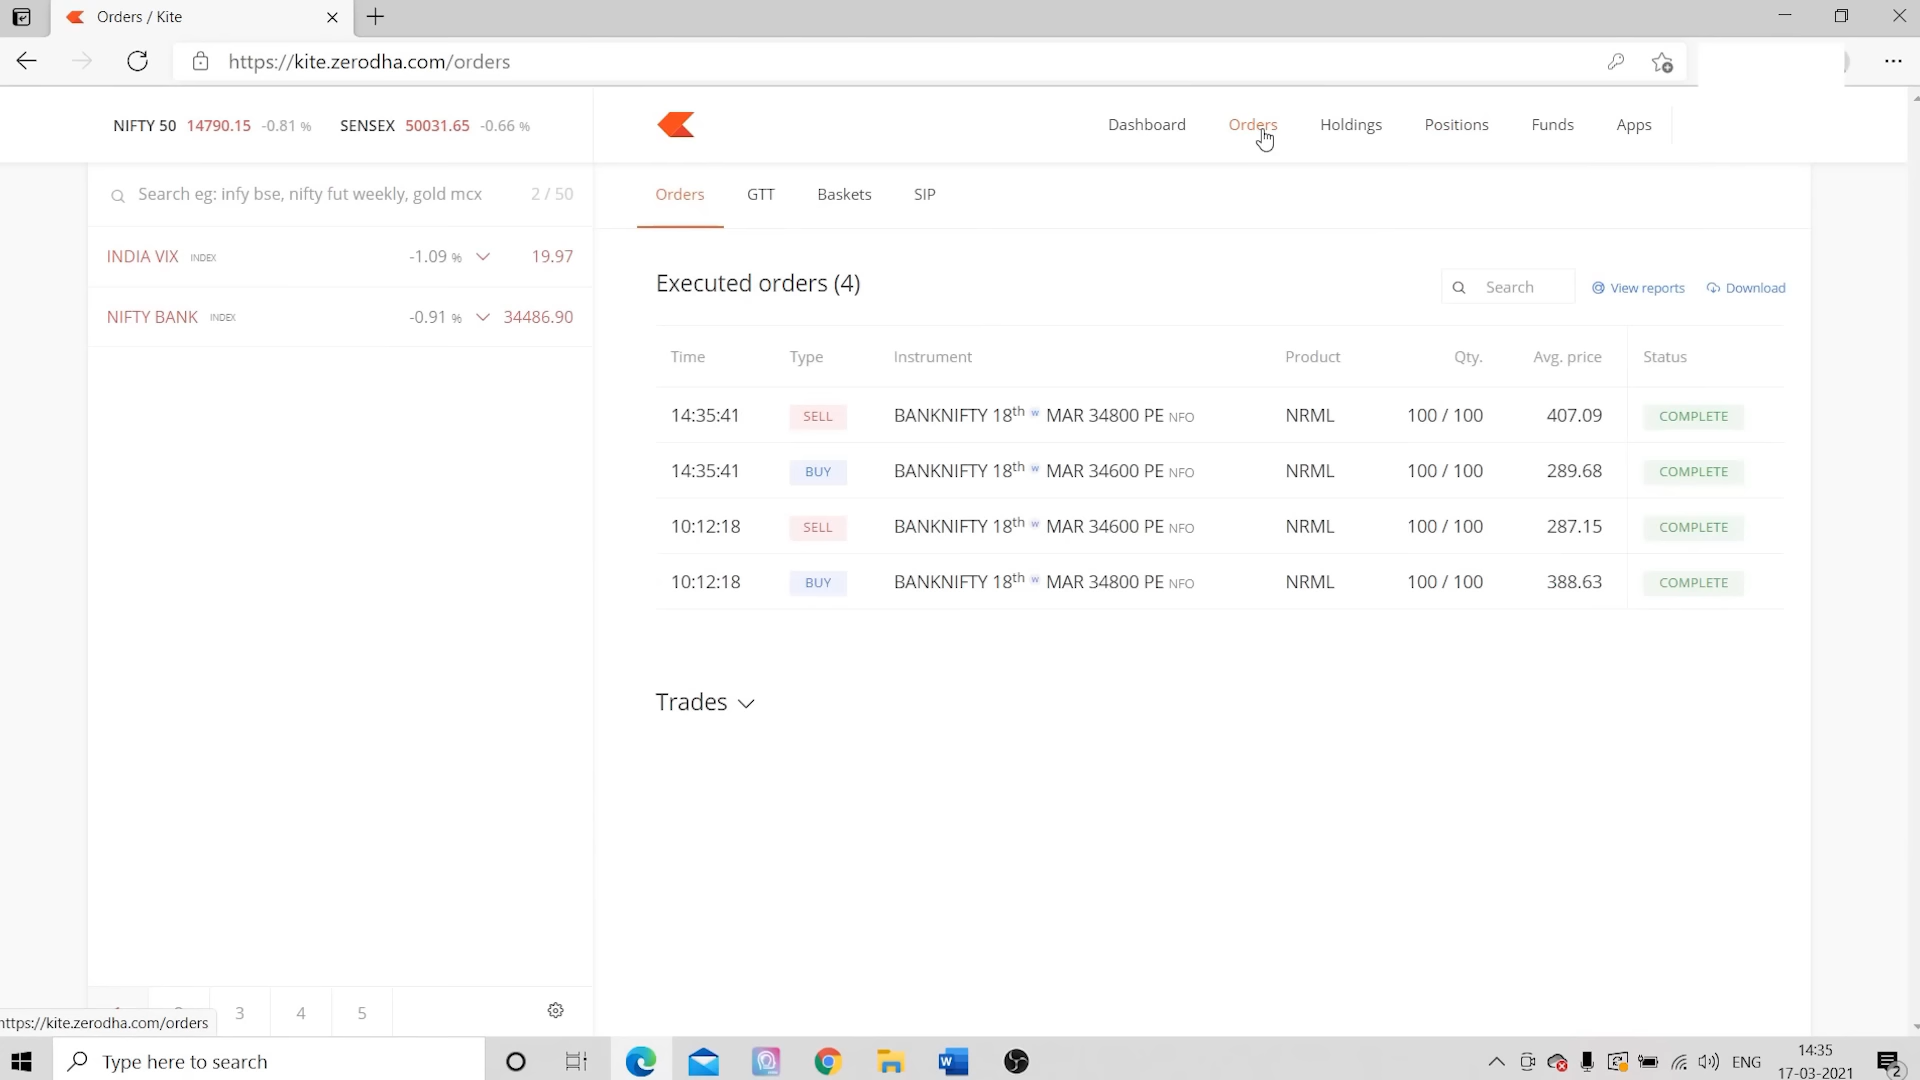 Orders / Kite
https://kite.zerodha.com/orders
NIFTY 50 14790.15 -0.81 % SENSEX 50031.65 -0.66 %
Dashboard Orders Holdings Positions Funds Apps
Search eg: infy bse, nifty fut weekly, gold mcx 2 / 50
Orders GTT Baskets SIP
INDIA VIX INDEX -1.09 % 19.97
NIFTY BANK INDEX -0.91 % 34486.90
Executed orders (4) Search View reports Download
Time Type Instrument Product Qty. Avg. price Status
14:35:41 SELL BANKNIFTY 18th w MAR 34800 PE NFO NRML 100 / 100 407.09 COMPLETE
14:35:41 BUY BANKNIFTY 18th w MAR 34600 PE NFO NRML 100 / 100 289.68 COMPLETE
10:12:18 SELL BANKNIFTY 18th w MAR 34600 PE NFO NRML 100 / 100 287.15 COMPLETE
10:12:18 BUY BANKNIFTY 18th w MAR 34800 PE NFO NRML 100 / 100 388.63 COMPLETE
Trades
3 4 5
https://kite.zerodha.com/orders
Type here to search
ENG
14:35
17-03-2021
2